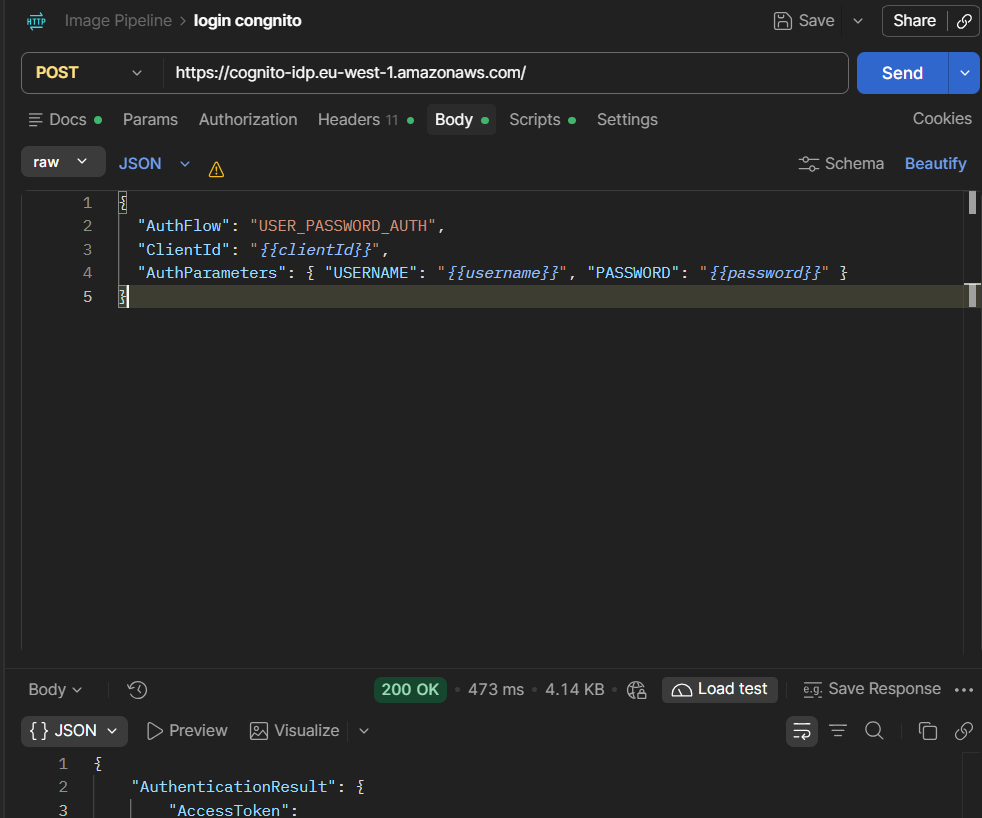 HTTP Image Pipeline > login congnito Save Share
POST https://cognito-idp.eu-west-1.amazonaws.com/ Send
Docs Params Authorization Headers 11 Body Scripts Settings Cookies
raw JSON Schema Beautify
1 {
2 "AuthFlow": "USER_PASSWORD_AUTH",
3 "ClientId": "{{clientId}}",
4 "AuthParameters": { "USERNAME": "{{username}}", "PASSWORD": "{{password}}" }
5 }
Body 200 OK • 473 ms • 4.14 KB • Load test e.g. Save Response
{} JSON Preview Visualize
1 {
2 "AuthenticationResult": {
3 "AccessToken":